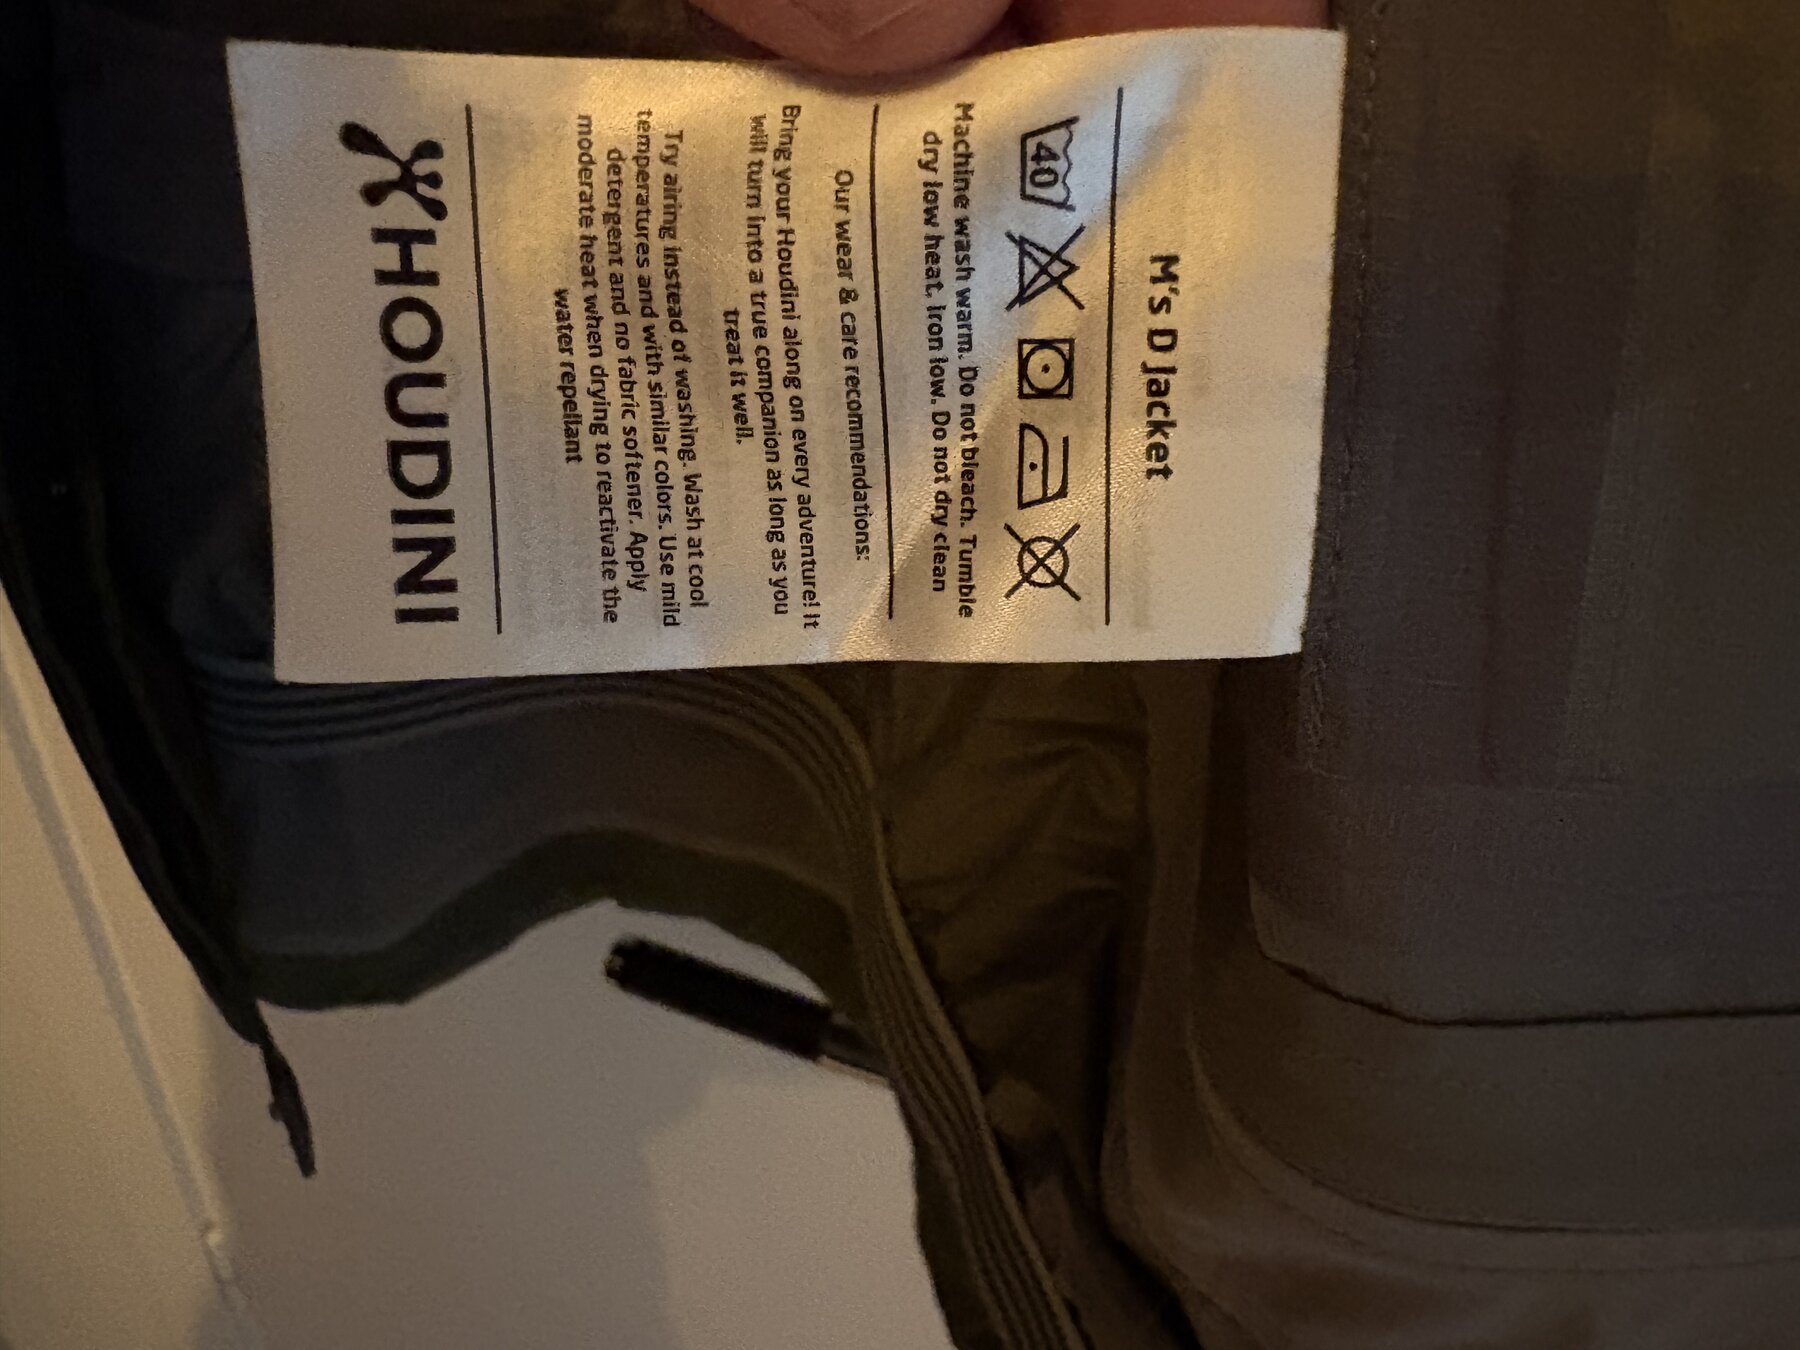 M's D Jacket
40
Machine wash warm. Do not bleach. Tumble
dry low heat. Iron low. Do not dry clean
Our wear & care recommendations:
Bring your Houdini along on every adventure! It
will turn into a true companion as long as you
treat it well.
Try airing instead of washing. Wash at cool
temperatures and with similar colors. Use mild
detergent and no fabric softener. Apply
moderate heat when drying to reactivate the
water repellant
HOUDINI